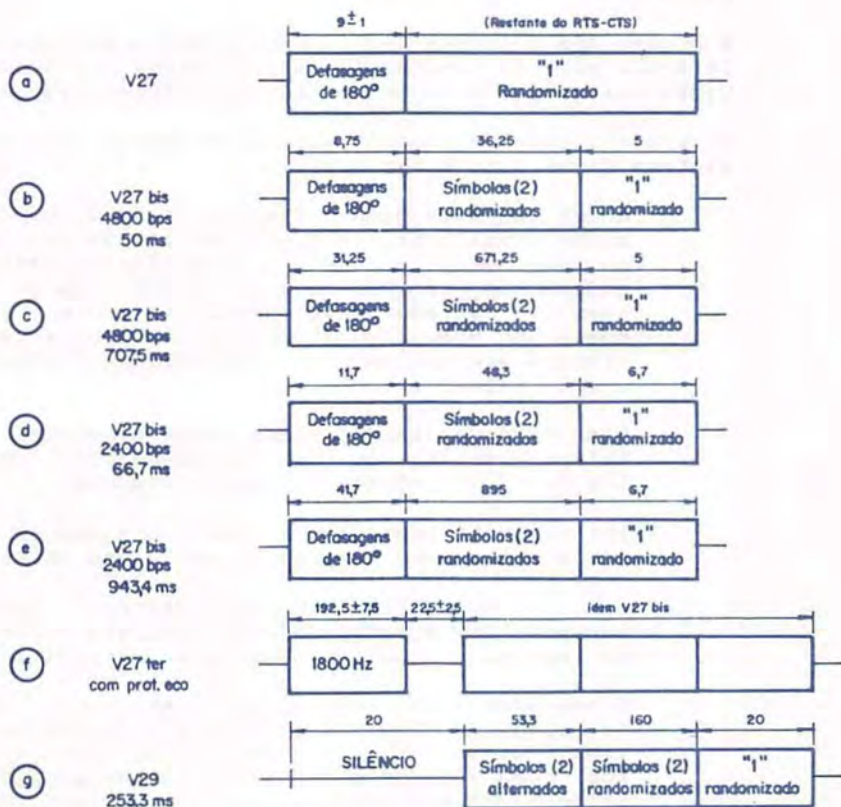 9 ± 1 (Restante do RTS-CTS)
a V27 Defasagens de 180º "1" Randomizado
8,75 36,25 5
b V27 bis 4800 bps 50 ms Defasagens de 180º Símbolos (2) randomizados "1" randomizado
31,25 671,25 5
c V27 bis 4800 bps 707,5 ms Defasagens de 180º Símbolos (2) randomizados "1" randomizado
11,7 48,3 6,7
d V27 bis 2400 bps 66,7 ms Defasagens de 180º Símbolos (2) randomizados "1" randomizado
41,7 895 6,7
e V27 bis 2400 bps 943,4 ms Defasagens de 180º Símbolos (2) randomizados "1" randomizado
192,5±7,5 22,5±2,5 idem V27 bis
f V27 ter com prot. eco 1800 Hz
20 53,3 160 20
g V29 253,3 ms SILÊNCIO Símbolos (2) alternados Símbolos (2) randomizados "1" randomizado